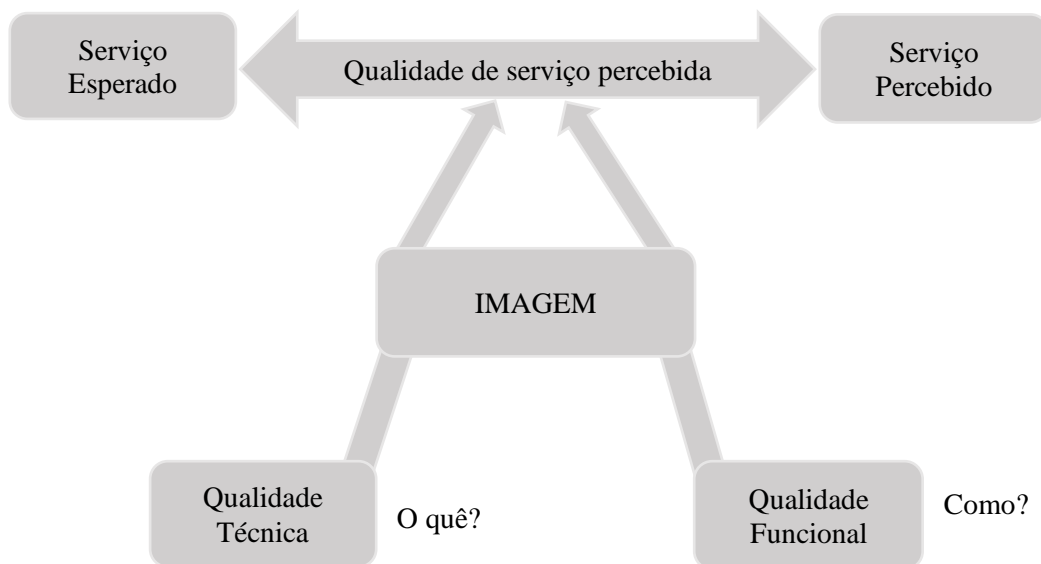 Serviço
Esperado
Qualidade de serviço percebida
Serviço
Percebido
IMAGEM
Qualidade
Técnica
O quê?
Qualidade
Funcional
Como?